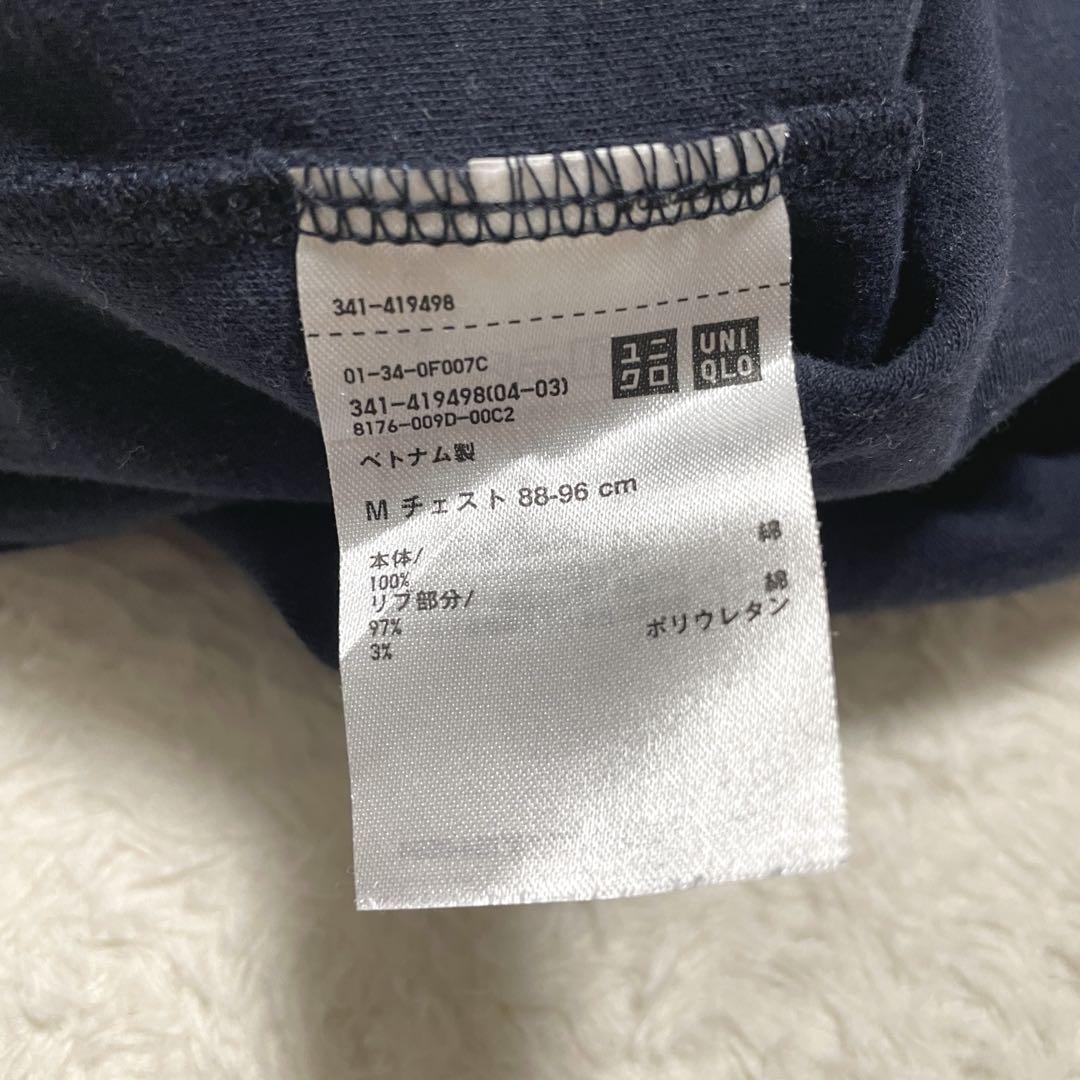 341-419498
01-34-0F007C
341-419498(04-03)
8176-009D-00C2
ユニ
クロ
UNI
QLO
ベトナム製
M チェスト 88-96 cm
本体/
100% 綿
リブ部分/
97% 綿
3% ポリウレタン